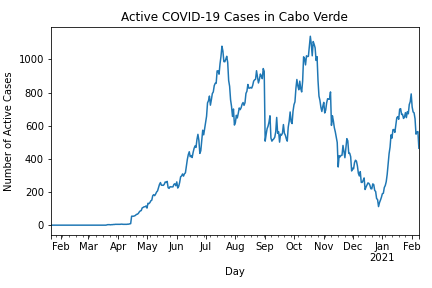 Active COVID-19 Cases in Cabo Verde
Number of Active Cases
1000
800
600
400
200
0
Feb Mar Apr May Jun Jul Aug Sep Oct Nov Dec Jan Feb
2021
Day